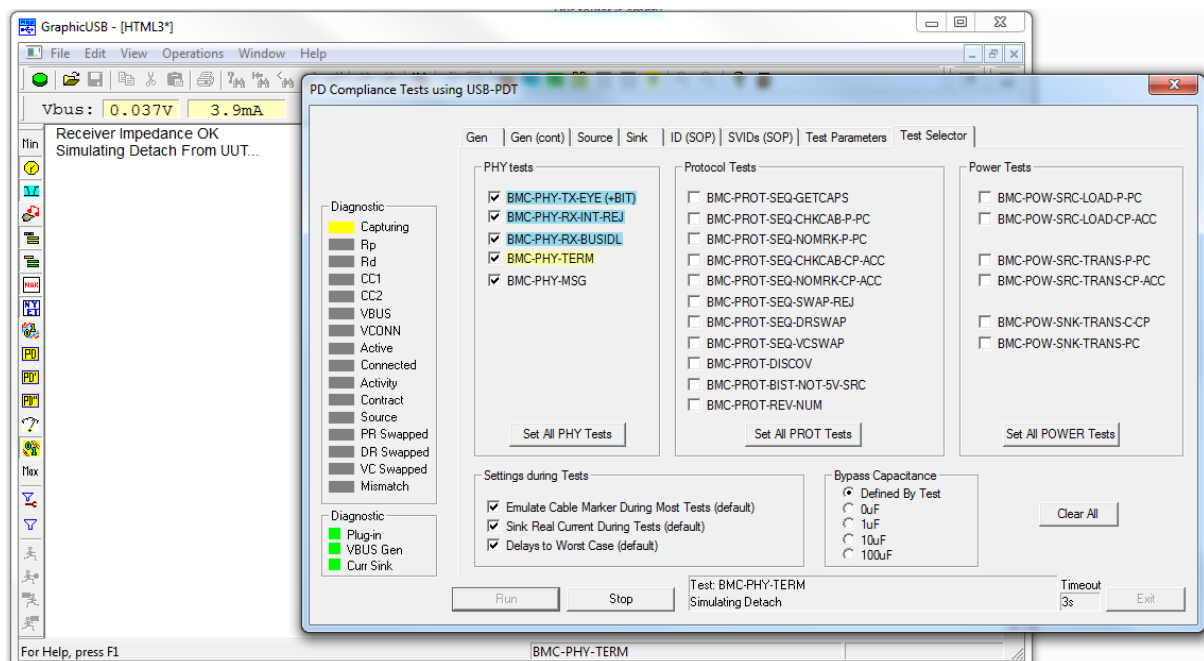 This folder is empty.
GraphicUSB - [HTML3*]
File Edit View Operations Window Help
Vbus: 0.037V 3.9mA
Receiver Impedance OK
Simulating Detach From UUT...
Min
NAK
NYET
PD
PD'
PD"
Max
PD Compliance Tests using USB-PDT
Gen Gen (cont) Source Sink ID (SOP) SVIDs (SOP) Test Parameters Test Selector
Diagnostic
Capturing
Rp
Rd
CC1
CC2
VBUS
VCONN
Active
Connected
Activity
Contract
Source
PR Swapped
DR Swapped
VC Swapped
Mismatch
Diagnostic
Plug-in
VBUS Gen
Curr Sink
PHY tests
BMC-PHY-TX-EYE (+BIT)
BMC-PHY-RX-INT-REJ
BMC-PHY-RX-BUSIDL
BMC-PHY-TERM
BMC-PHY-MSG
Set All PHY Tests
Protocol Tests
BMC-PROT-SEQ-GETCAPS
BMC-PROT-SEQ-CHKCAB-P-PC
BMC-PROT-SEQ-NOMRK-P-PC
BMC-PROT-SEQ-CHKCAB-CP-ACC
BMC-PROT-SEQ-NOMRK-CP-ACC
BMC-PROT-SEQ-SWAP-REJ
BMC-PROT-SEQ-DRSWAP
BMC-PROT-SEQ-VCSWAP
BMC-PROT-DISCOV
BMC-PROT-BIST-NOT-5V-SRC
BMC-PROT-REV-NUM
Set All PROT Tests
Power Tests
BMC-POW-SRC-LOAD-P-PC
BMC-POW-SRC-LOAD-CP-ACC
BMC-POW-SRC-TRANS-P-PC
BMC-POW-SRC-TRANS-CP-ACC
BMC-POW-SNK-TRANS-C-CP
BMC-POW-SNK-TRANS-PC
Set All POWER Tests
Settings during Tests
Emulate Cable Marker During Most Tests (default)
Sink Real Current During Tests (default)
Delays to Worst Case (default)
Bypass Capacitance
Defined By Test
0uF
1uF
10uF
100uF
Clear All
Run
Stop
Test: BMC-PHY-TERM
Simulating Detach
Timeout
3s
Exit
For Help, press F1
BMC-PHY-TERM